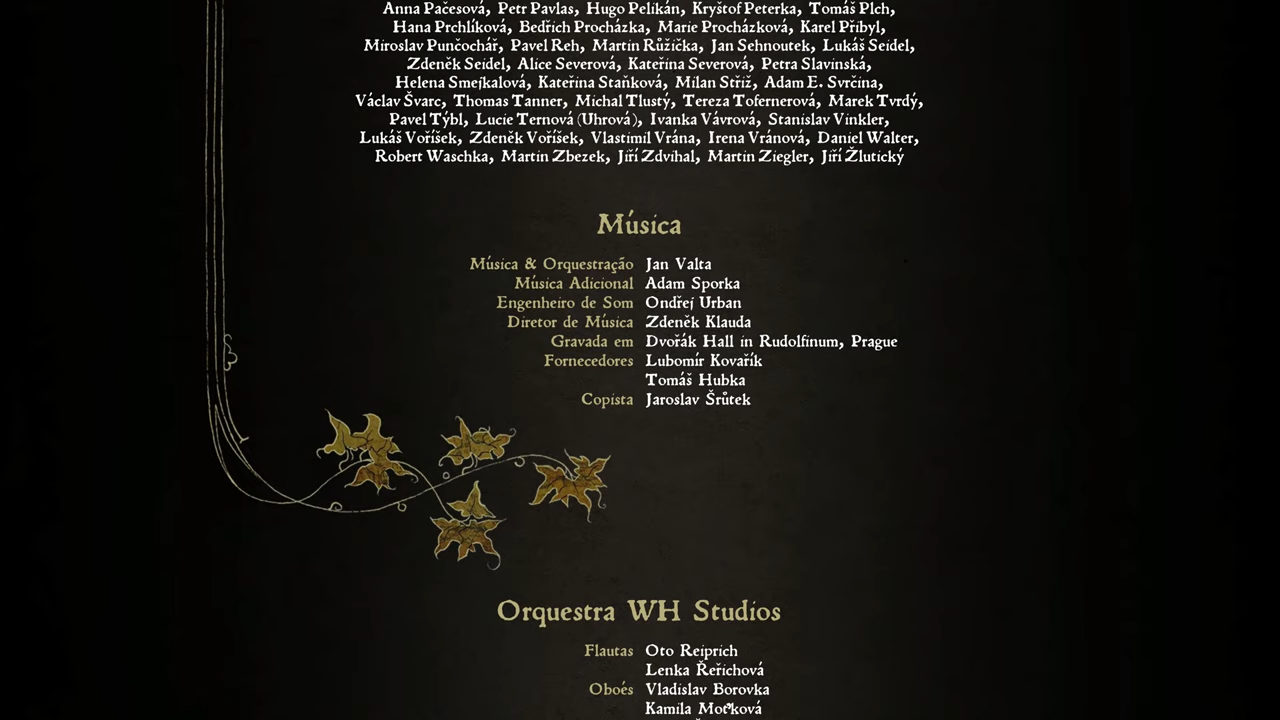 Anna Pačesová, Petr Pavlas, Hugo Pelikán, Kryštof Peterka, Tomáš Plch,
Hana Prchlíková, Bedřich Procházka, Marie Procházková, Karel Přibyl,
Miroslav Punčochář, Pavel Reh, Martin Růžička, Jan Sehnoutek, Lukáš Seidel,
Zdeněk Seidel, Alice Severová, Kateřina Severová, Petra Slavinská,
Helena Smejkalová, Kateřina Staňková, Milan Stříž, Adam E. Svrčina,
Václav Švarc, Thomas Tanner, Michal Tlustý, Tereza Tofernerová, Marek Tvrdý,
Pavel Týbl, Lucie Ternová (Uhrová), Ivanka Vávrová, Stanislav Vinkler,
Lukáš Voříšek, Zdeněk Voříšek, Vlastimil Vrána, Irena Vránová, Daniel Walter,
Robert Waschka, Martin Zbezek, Jiří Zdvihal, Martin Ziegler, Jiří Žlutický
Música
Música & Orquestração Jan Valta
Música Adicional Adam Sporka
Engenheiro de Som Ondřej Urban
Diretor de Música Zdeněk Klauda
Gravada em Dvořák Hall in Rudolfinum, Prague
Fornecedores Lubomír Kovařík
Tomáš Hubka
Copista Jaroslav Šrůtek
Orquestra WH Studios
Flautas Oto Reiprich
Lenka Řeřichová
Oboés Vladislav Borovka
Kamila Moťková